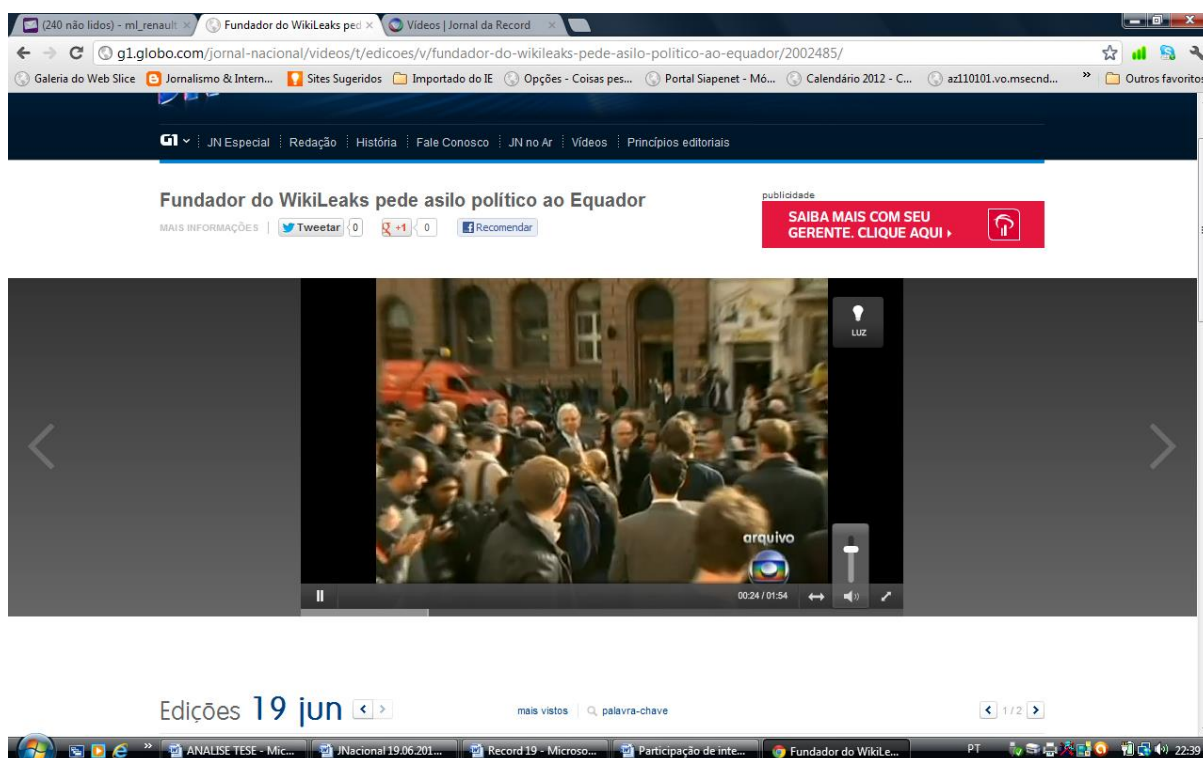 (240 não lidos) - ml_renault
Fundador do WikiLeaks ped
Vídeos | Jornal da Record
g1.globo.com/jornal-nacional/videos/t/edicoes/v/fundador-do-wikileaks-pede-asilo-politico-ao-equador/2002485/
Galeria do Web Slice
Jornalismo & Intern...
Sites Sugeridos
Importado do IE
Opções - Coisas pes...
Portal Siapenet - Mó...
Calendário 2012 - C...
az110101.vo.msecnd...
»
Outros favoritos
G1
JN Especial
Redação
História
Fale Conosco
JN no Ar
Vídeos
Princípios editoriais
Fundador do WikiLeaks pede asilo político ao Equador
MAIS INFORMAÇÕES
Tweetar
0
+1
0
Recomendar
publicidade
SAIBA MAIS COM SEU
GERENTE. CLIQUE AQUI
LUZ
arquivo
00:24 / 01:54
Edições 19 jun
mais vistos
palavra-chave
1 / 2
»
ANALISE TESE - Mic...
JNacional 19.06.201...
Record 19 - Microso...
Participação de inte...
Fundador do WikiLe...
PT
22:39